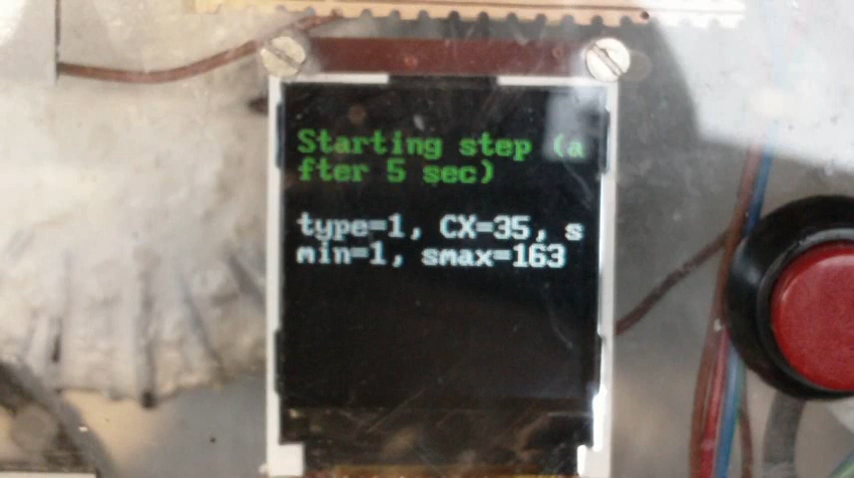 Starting step (a
fter 5 sec)
type=1, CX=35, s
min=1, smax=163